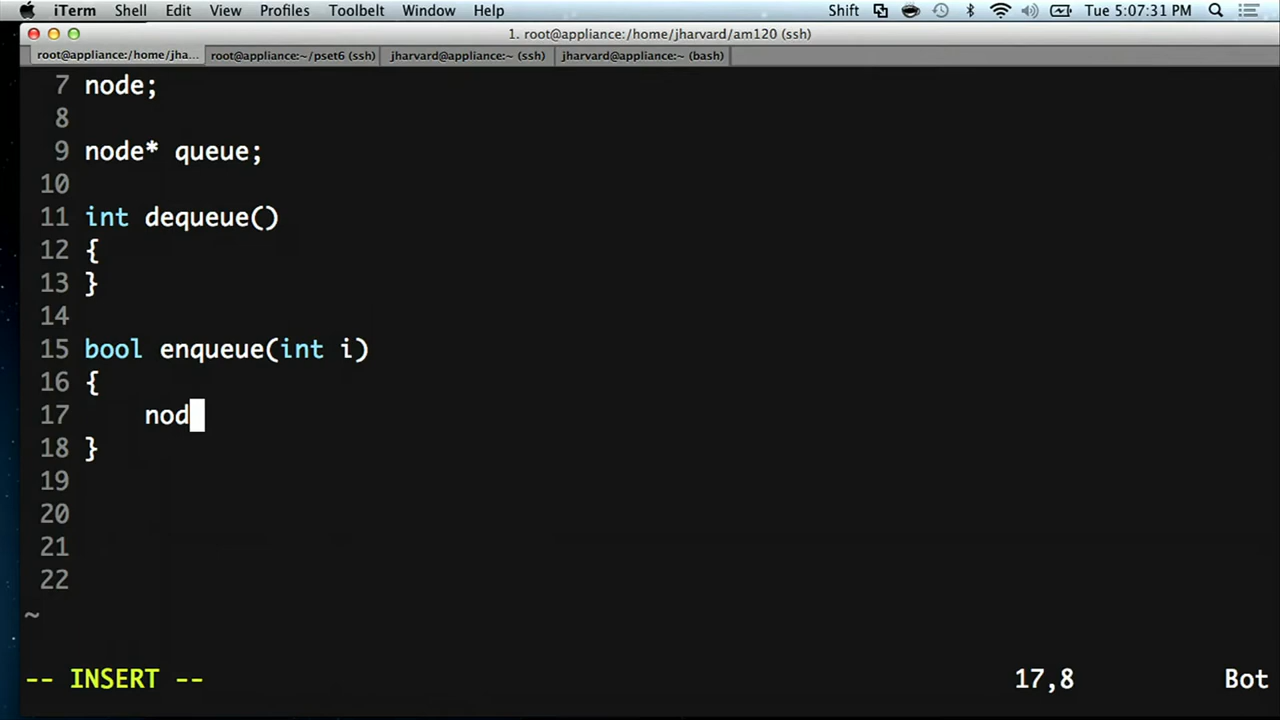 iTerm Shell Edit View Profiles Toolbelt Window Help Shift Tue 5:07:31 PM
1. root@appliance:/home/jharvard/am120 (ssh)
root@appliance:/home/jha... root@appliance:~/pset6 (ssh) jharvard@appliance:~ (ssh) jharvard@appliance:~ (bash)
7 node;
8
9 node* queue;
10
11 int dequeue()
12 {
13 }
14
15 bool enqueue(int i)
16 {
17 nod
18 }
19
20
21
22
~
-- INSERT -- 17,8 Bot